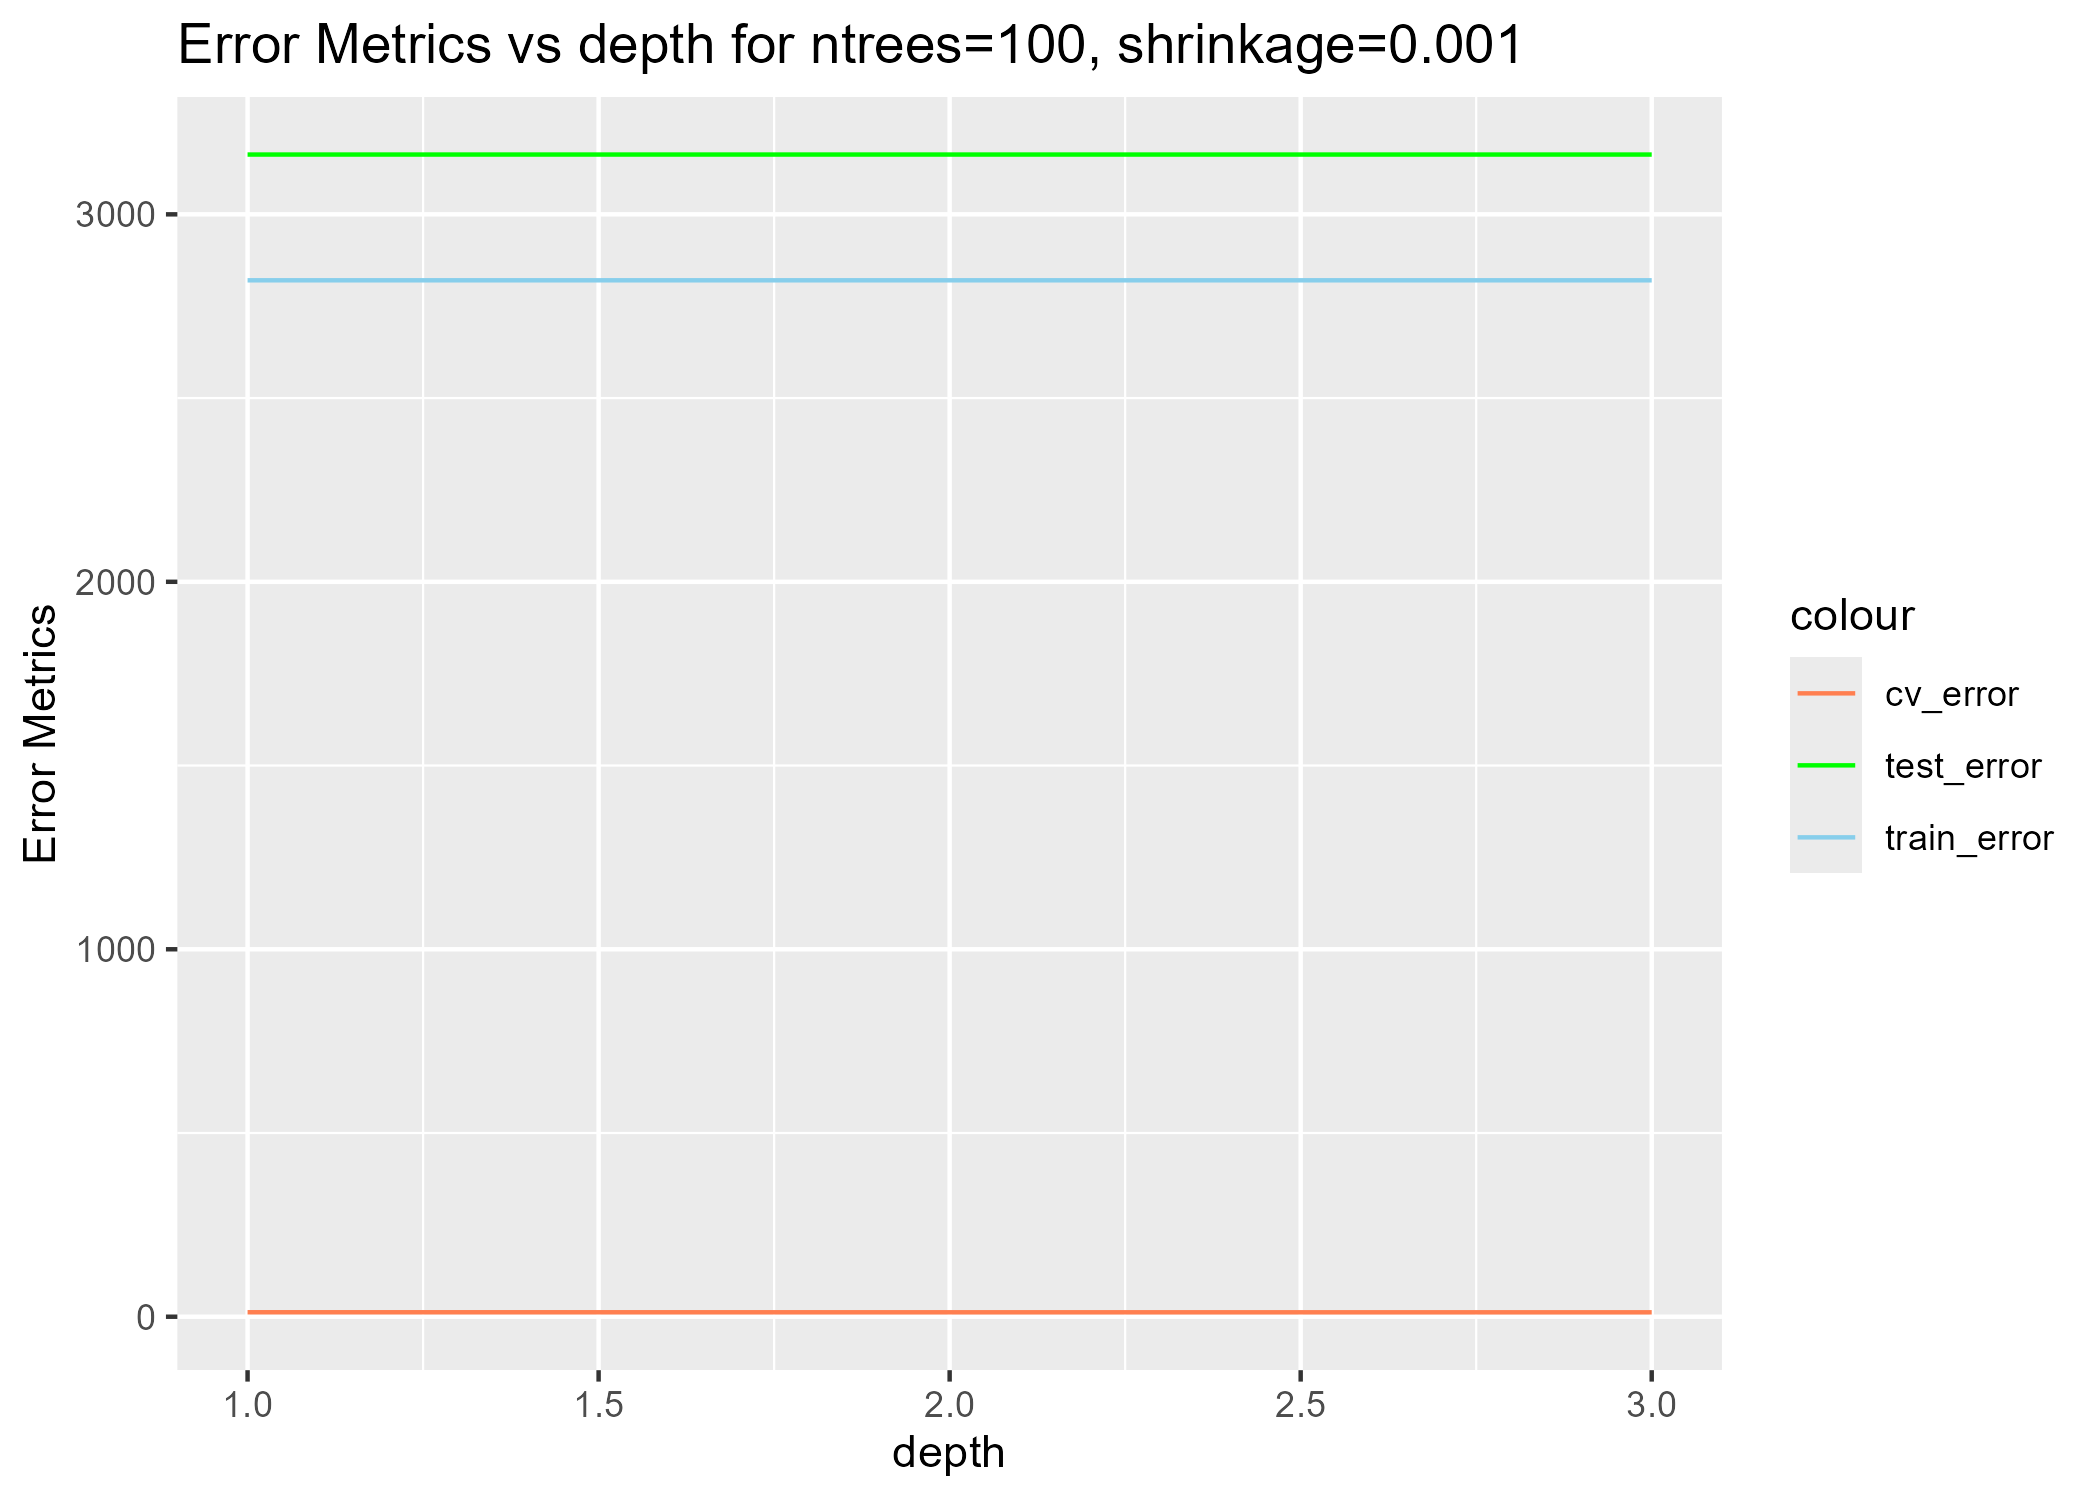 Error Metrics vs depth for ntrees=100, shrinkage=0.001
Error Metrics
3000
2000
1000
0
1.0 1.5 2.0 2.5 3.0
depth
colour
cv_error
test_error
train_error